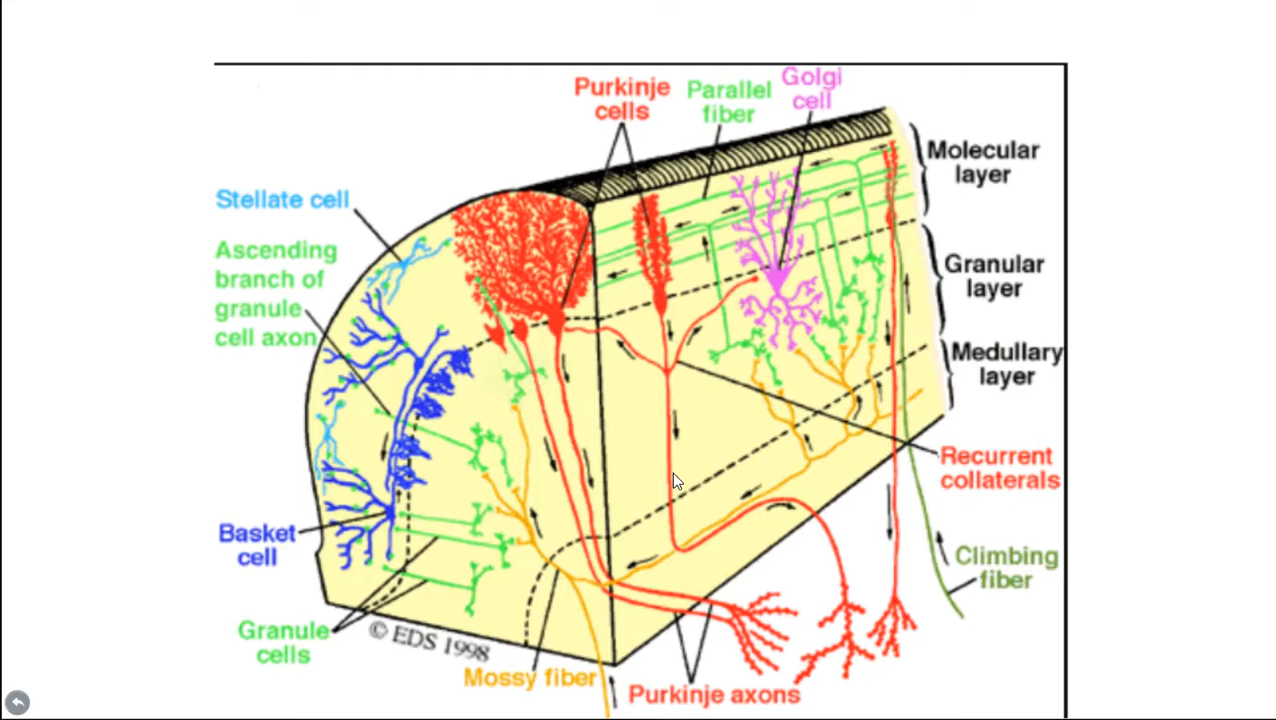 Purkinje
cells
Parallel
fiber
Golgi
cell
Molecular
layer
Stellate cell
Ascending
branch of
granule
cell axon
Granular
layer
Medullary
layer
Recurrent
collaterals
Basket
cell
Climbing
fiber
Granule
cells
© EDS 1998
Mossy fiber
Purkinje axons